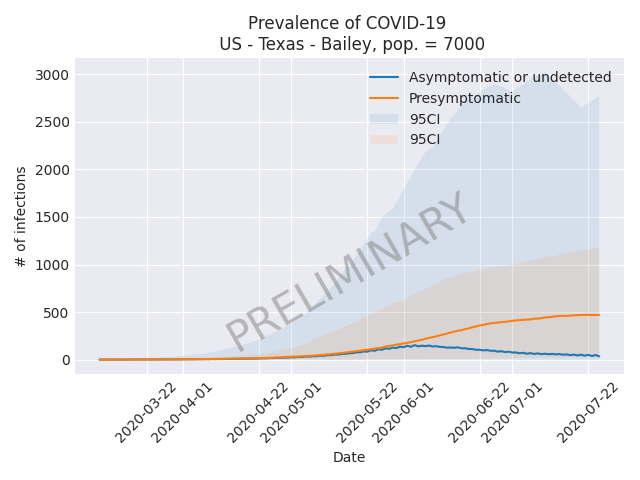 Prevalence of COVID-19
US - Texas - Bailey, pop. = 7000
Asymptomatic or undetected
Presymptomatic
95CI
95CI
3000
2500
2000
1500
1000
500
0
# of infections
PRELIMINARY
2020-03-22
2020-04-01
2020-04-22
2020-05-01
2020-05-22
2020-06-01
2020-06-22
2020-07-01
2020-07-22
Date